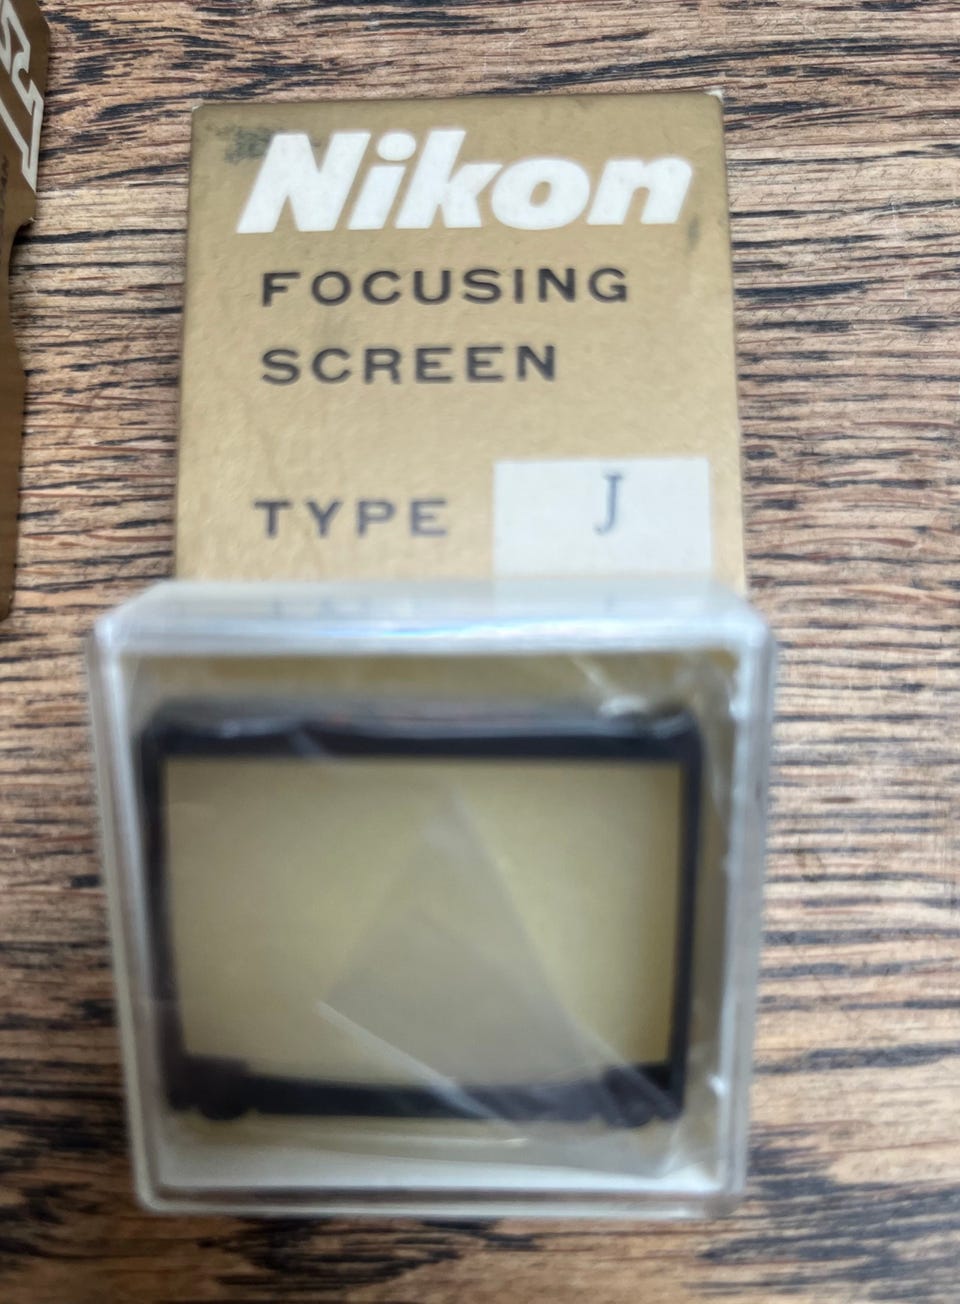 Nikon
FOCUSING
SCREEN
TYPE J